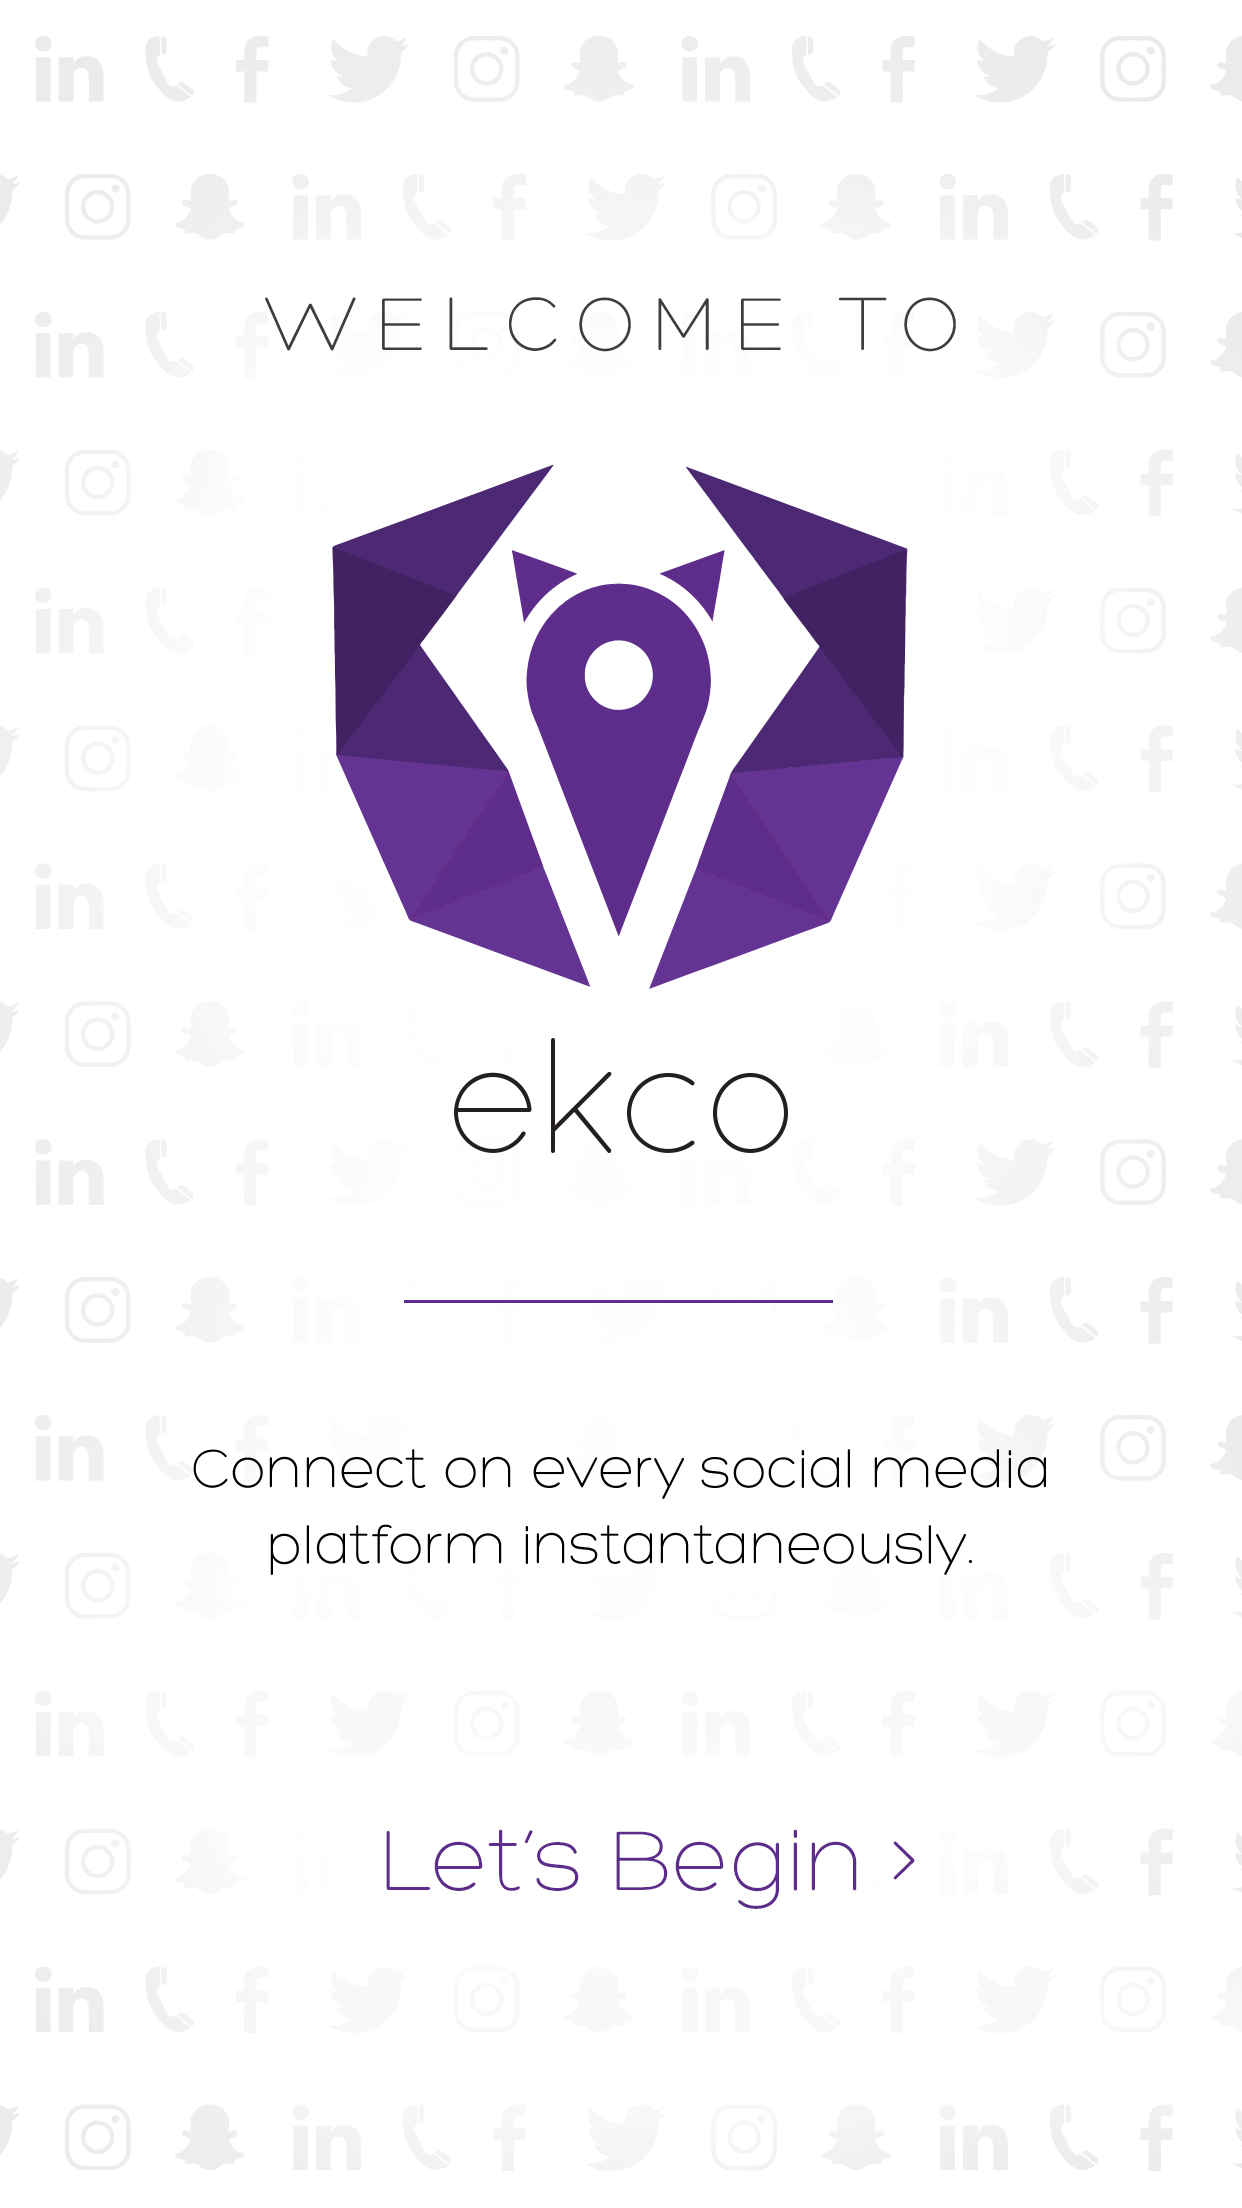 WELCOME TO
ekco
Connect on every social media
platform instantaneously.
Let's Begin >